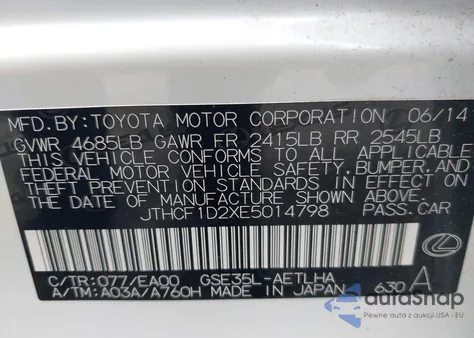 MFD.BY:TOYOTA MOTOR CORPORATION 06/14
GVWR 4685LB GAWR FR 2415LB RR 2545LB
THIS VEHICLE CONFORMS TO ALL APPLICABLE
FEDERAL MOTOR VEHICLE SAFETY,BUMPER,AND
THEFT PREVENTION STANDARDS IN EFFECT ON
THE DATE OF MANUFACTURE SHOWN ABOVE.
JTHCF1D2XE5014798 PASS.CAR
C/TR:077/EA00 GSE35L-AETLHA 630 A
A/TM:A03A/A760H MADE IN JAPAN
autasnap
Pewne auta z USA i EU